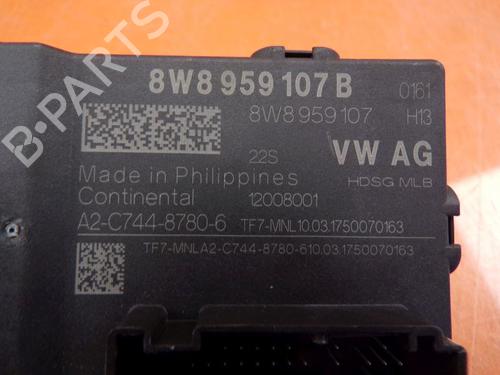 8W8 959 107 B 0161
8W8 959 107 H13
22S VW AG
Made in Philippines HDSG MLB
Continental 12008001
A2-C744-8780-6 TF7-MNL10.03.1750070163
TF7-MNLA2-C744-8780-610.03.1750070163
B-PARTS